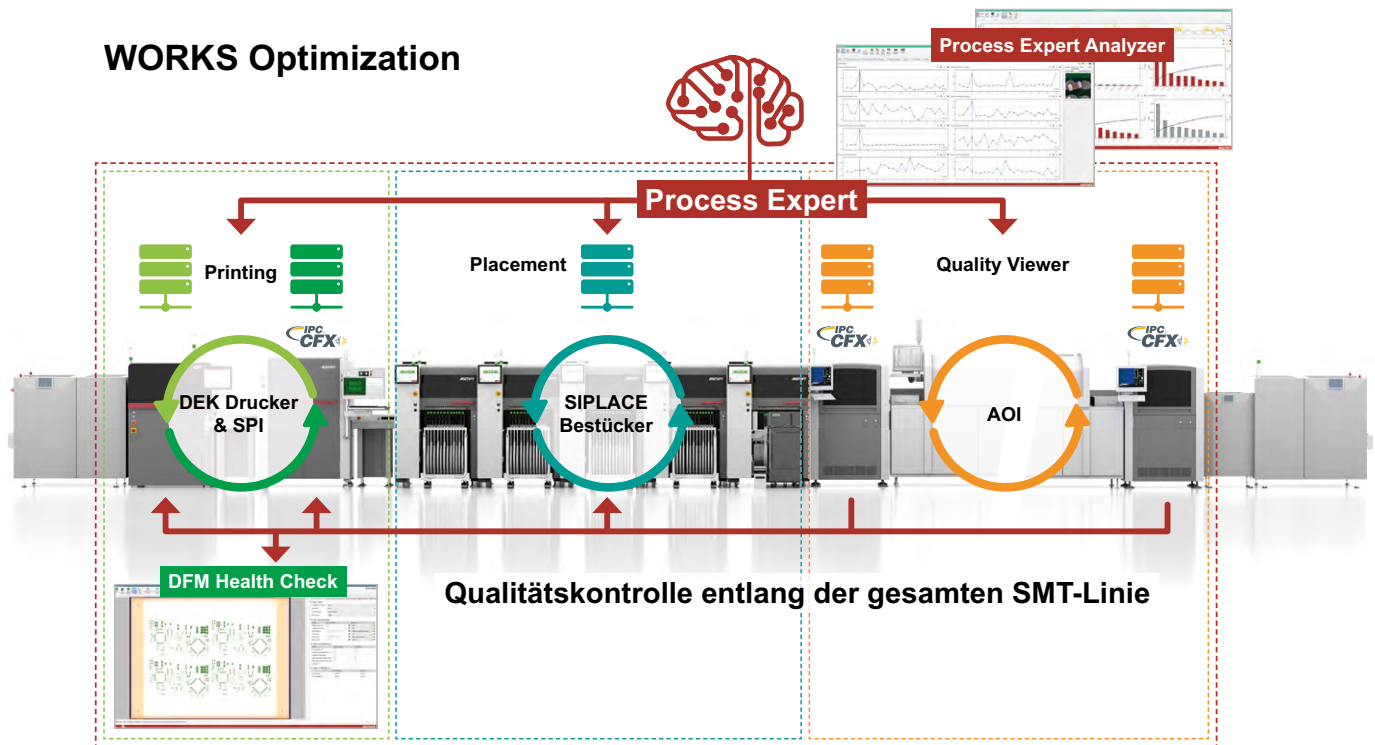 WORKS Optimization
Process Expert Analyzer
Process Expert
Printing
Placement
Quality Viewer
IPC
CFX
IPC
CFX
IPC
CFX
DEK Drucker
& SPI
SIPLACE
Bestücker
AOI
DFM Health Check
Qualitätskontrolle entlang der gesamten SMT-Linie